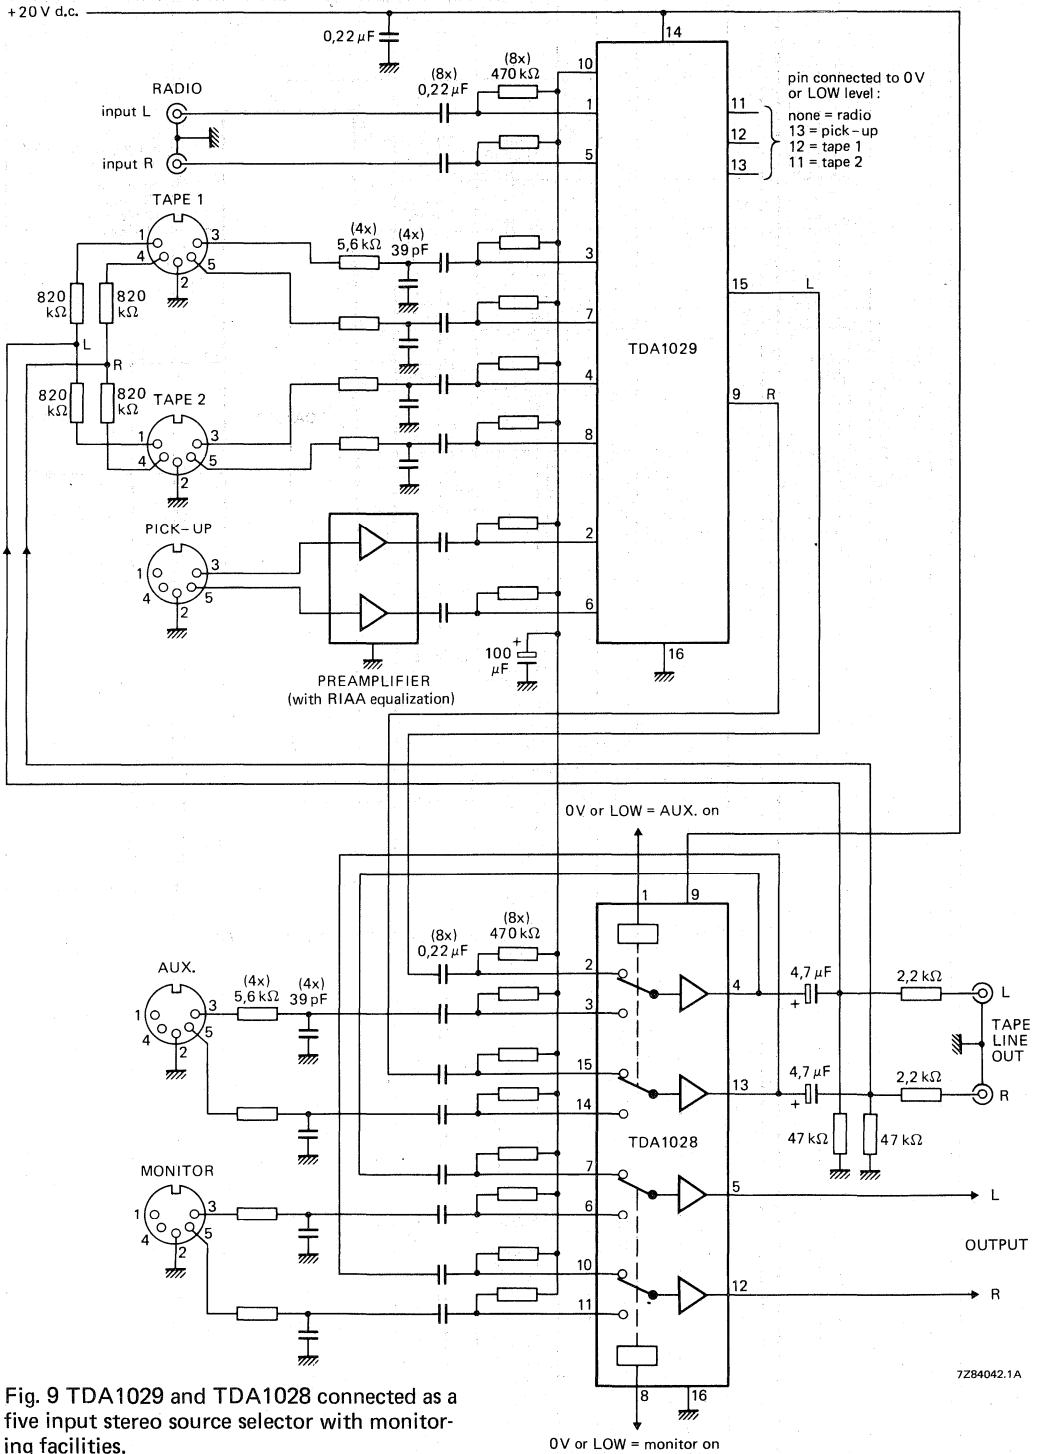 +20 V d.c.
0,22 µF
14
(8x)
470 kΩ
(8x)
0,22 µF
10
RADIO
input L
1
input R
5
pin connected to 0 V
or LOW level :
none = radio
13 = pick-up
12 = tape 1
11 = tape 2
11
12
13
TAPE 1
1
3
4
5
2
(4x)
5,6 kΩ
(4x)
39 pF
3
7
4
8
15
L
820
kΩ
820
kΩ
L
R
820
kΩ
820
kΩ
TDA1029
9
R
TAPE 2
1
3
4
5
2
PICK-UP
1
3
4
5
2
2
6
100
µF
+
16
PREAMPLIFIER
(with RIAA equalization)
0V or LOW = AUX. on
1
9
(8x)
470 kΩ
(8x)
0,22 µF
AUX.
1
3
4
5
2
(4x)
5,6 kΩ
(4x)
39 pF
2
3
15
14
4
4,7 µF
+
2,2 kΩ
L
TAPE
LINE
OUT
13
4,7 µF
+
2,2 kΩ
R
47 kΩ
47 kΩ
TDA1028
MONITOR
1
3
4
5
2
7
6
10
11
5
L
OUTPUT
12
R
8
16
7Z84042.1A
Fig. 9 TDA1029 and TDA1028 connected as a
five input stereo source selector with monitor-
ing facilities.
0V or LOW = monitor on